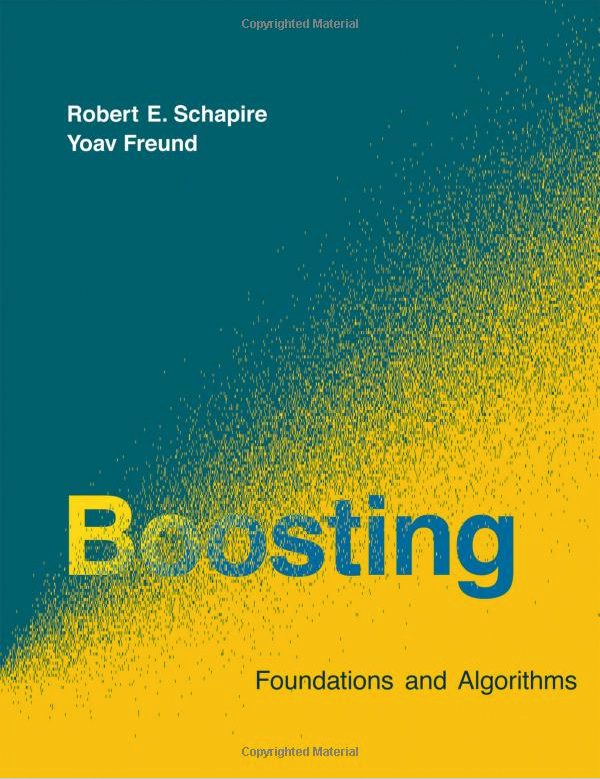 Copyrighted Material
Robert E. Schapire
Yoav Freund
Boosting
Foundations and Algorithms
Copyrighted Material